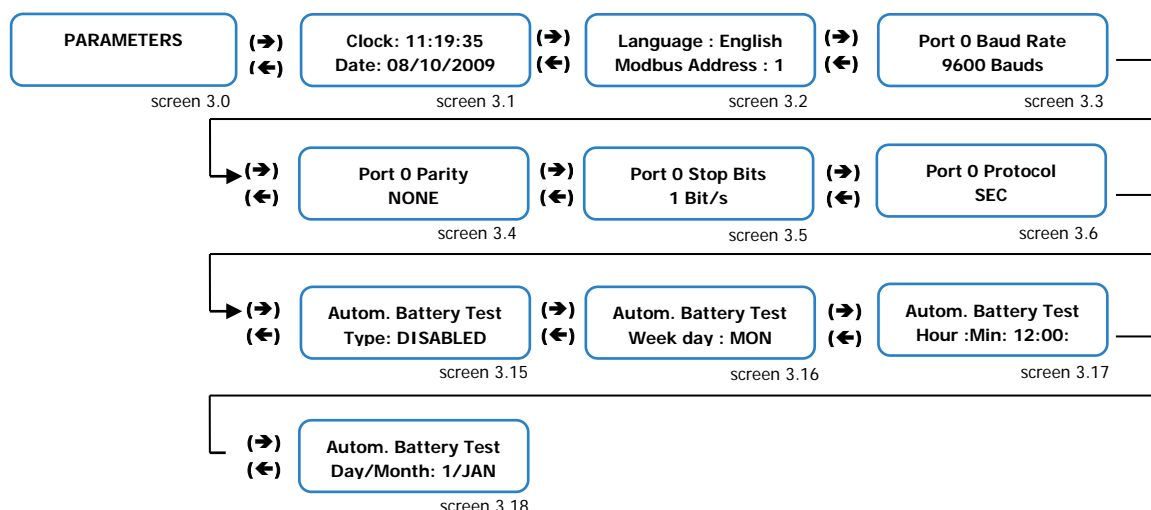 PARAMETERS
(➔)
(🡨)
Clock: 11:19:35
Date: 08/10/2009
(➔)
(🡨)
Language : English
Modbus Address : 1
(➔)
(🡨)
Port 0 Baud Rate
9600 Bauds
screen 3.0
screen 3.1
screen 3.2
screen 3.3
(➔)
(🡨)
Port 0 Parity
NONE
(➔)
(🡨)
Port 0 Stop Bits
1 Bit/s
(➔)
(🡨)
Port 0 Protocol
SEC
screen 3.4
screen 3.5
screen 3.6
(➔)
(🡨)
Autom. Battery Test
Type: DISABLED
(➔)
(🡨)
Autom. Battery Test
Week day : MON
(➔)
(🡨)
Autom. Battery Test
Hour :Min: 12:00:
screen 3.15
screen 3.16
screen 3.17
(➔)
(🡨)
Autom. Battery Test
Day/Month: 1/JAN
screen 3.18